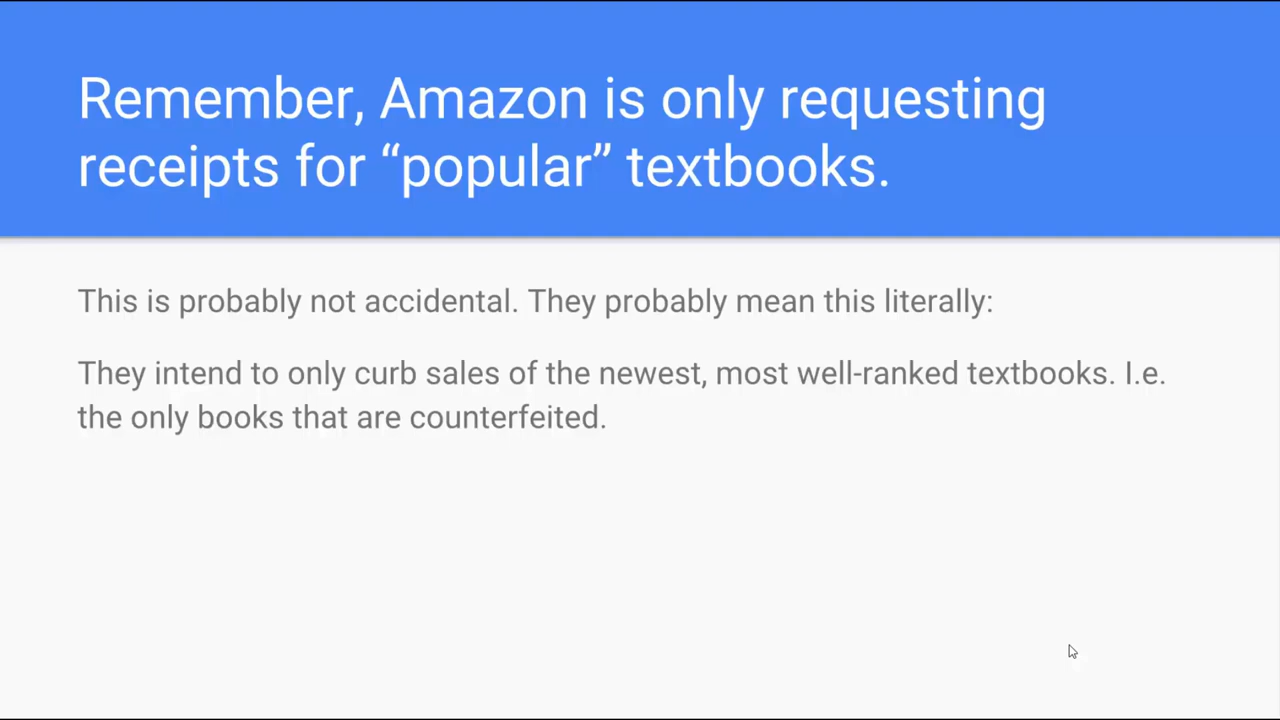 Remember, Amazon is only requesting
receipts for “popular” textbooks.
This is probably not accidental. They probably mean this literally:
They intend to only curb sales of the newest, most well-ranked textbooks. I.e.
the only books that are counterfeited.